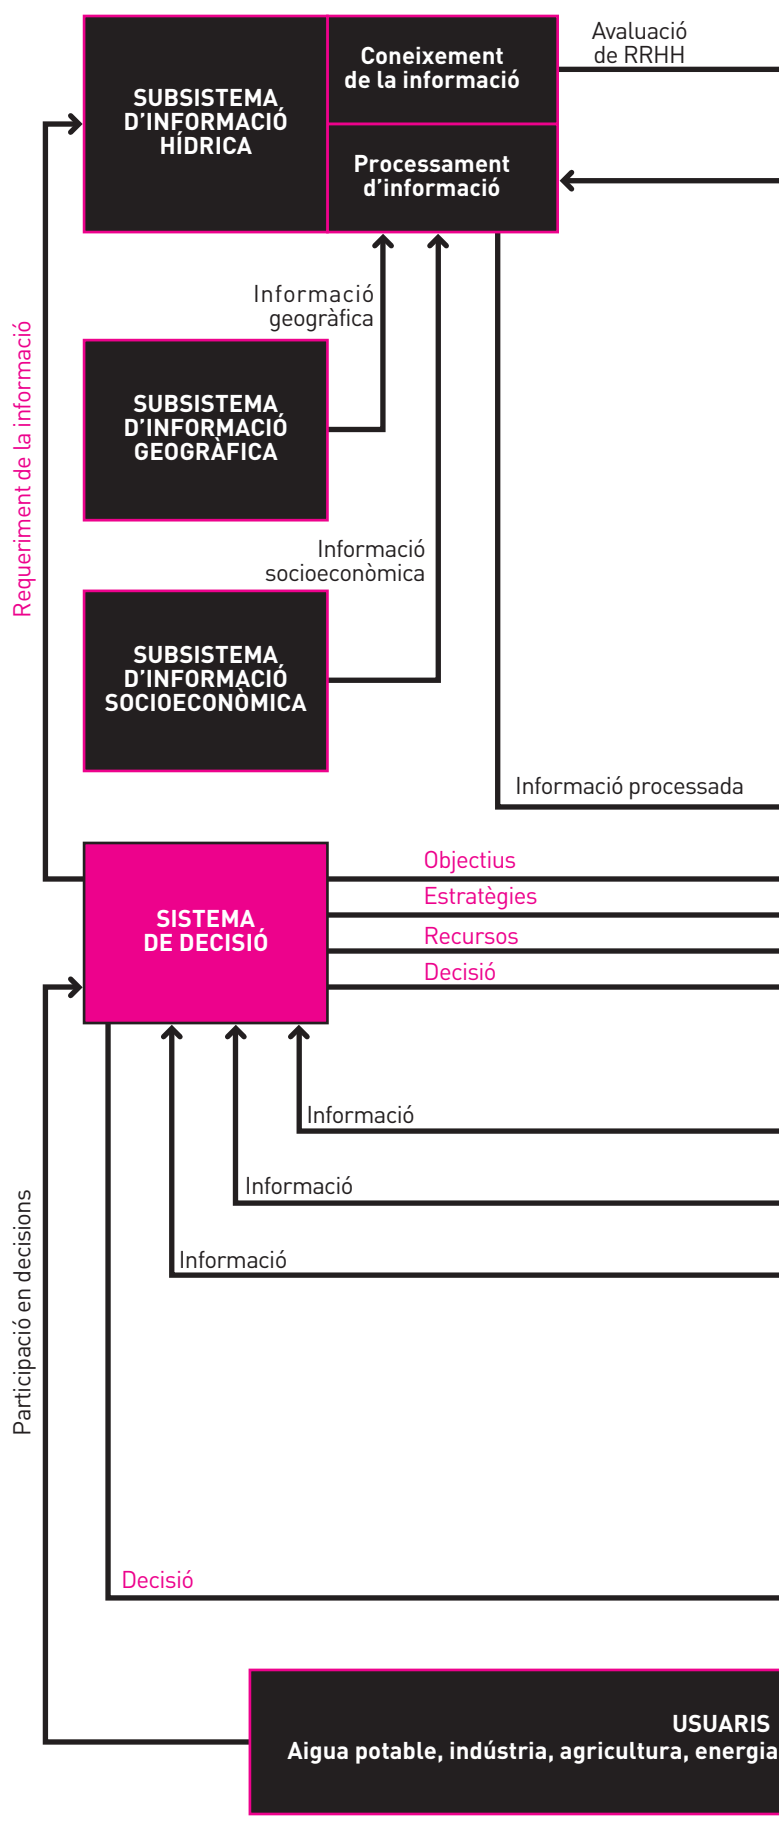 Avaluació
de RRHH
Coneixement
de la informació
SUBSISTEMA
D'INFORMACIÓ
HÍDRICA
Processament
d'informació
Informació
geogràfica
Requeriment de la informació
SUBSISTEMA
D'INFORMACIÓ
GEOGRÀFICA
Informació
socioeconòmica
SUBSISTEMA
D'INFORMACIÓ
SOCIOECONÒMICA
Informació processada
SISTEMA
DE DECISIÓ
Objectius
Estratègies
Recursos
Decisió
Informació
Informació
Informació
Participació en decisions
Decisió
USUARIS
Aigua potable, indústria, agricultura, energia